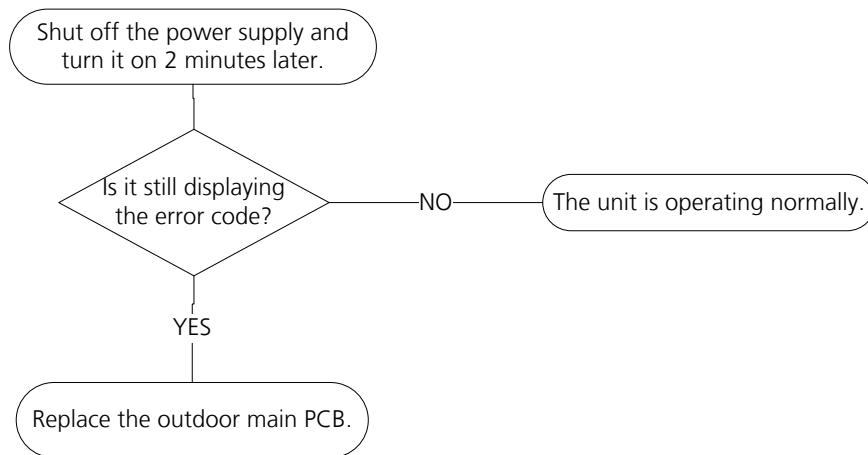 Shut off the power supply and
turn it on 2 minutes later.
Is it still displaying
the error code?
NO
The unit is operating normally.
YES
Replace the outdoor main PCB.